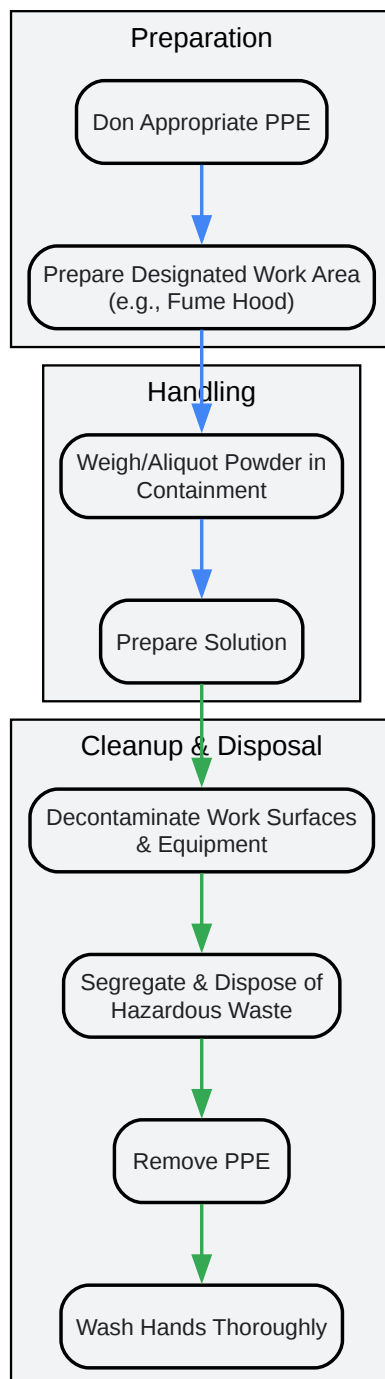 Preparation
Don Appropriate PPE
Prepare Designated Work Area
(e.g., Fume Hood)
Handling
Weigh/Aliquot Powder in
Containment
Prepare Solution
Cleanup & Disposal
Decontaminate Work Surfaces
& Equipment
Segregate & Dispose of
Hazardous Waste
Remove PPE
Wash Hands Thoroughly